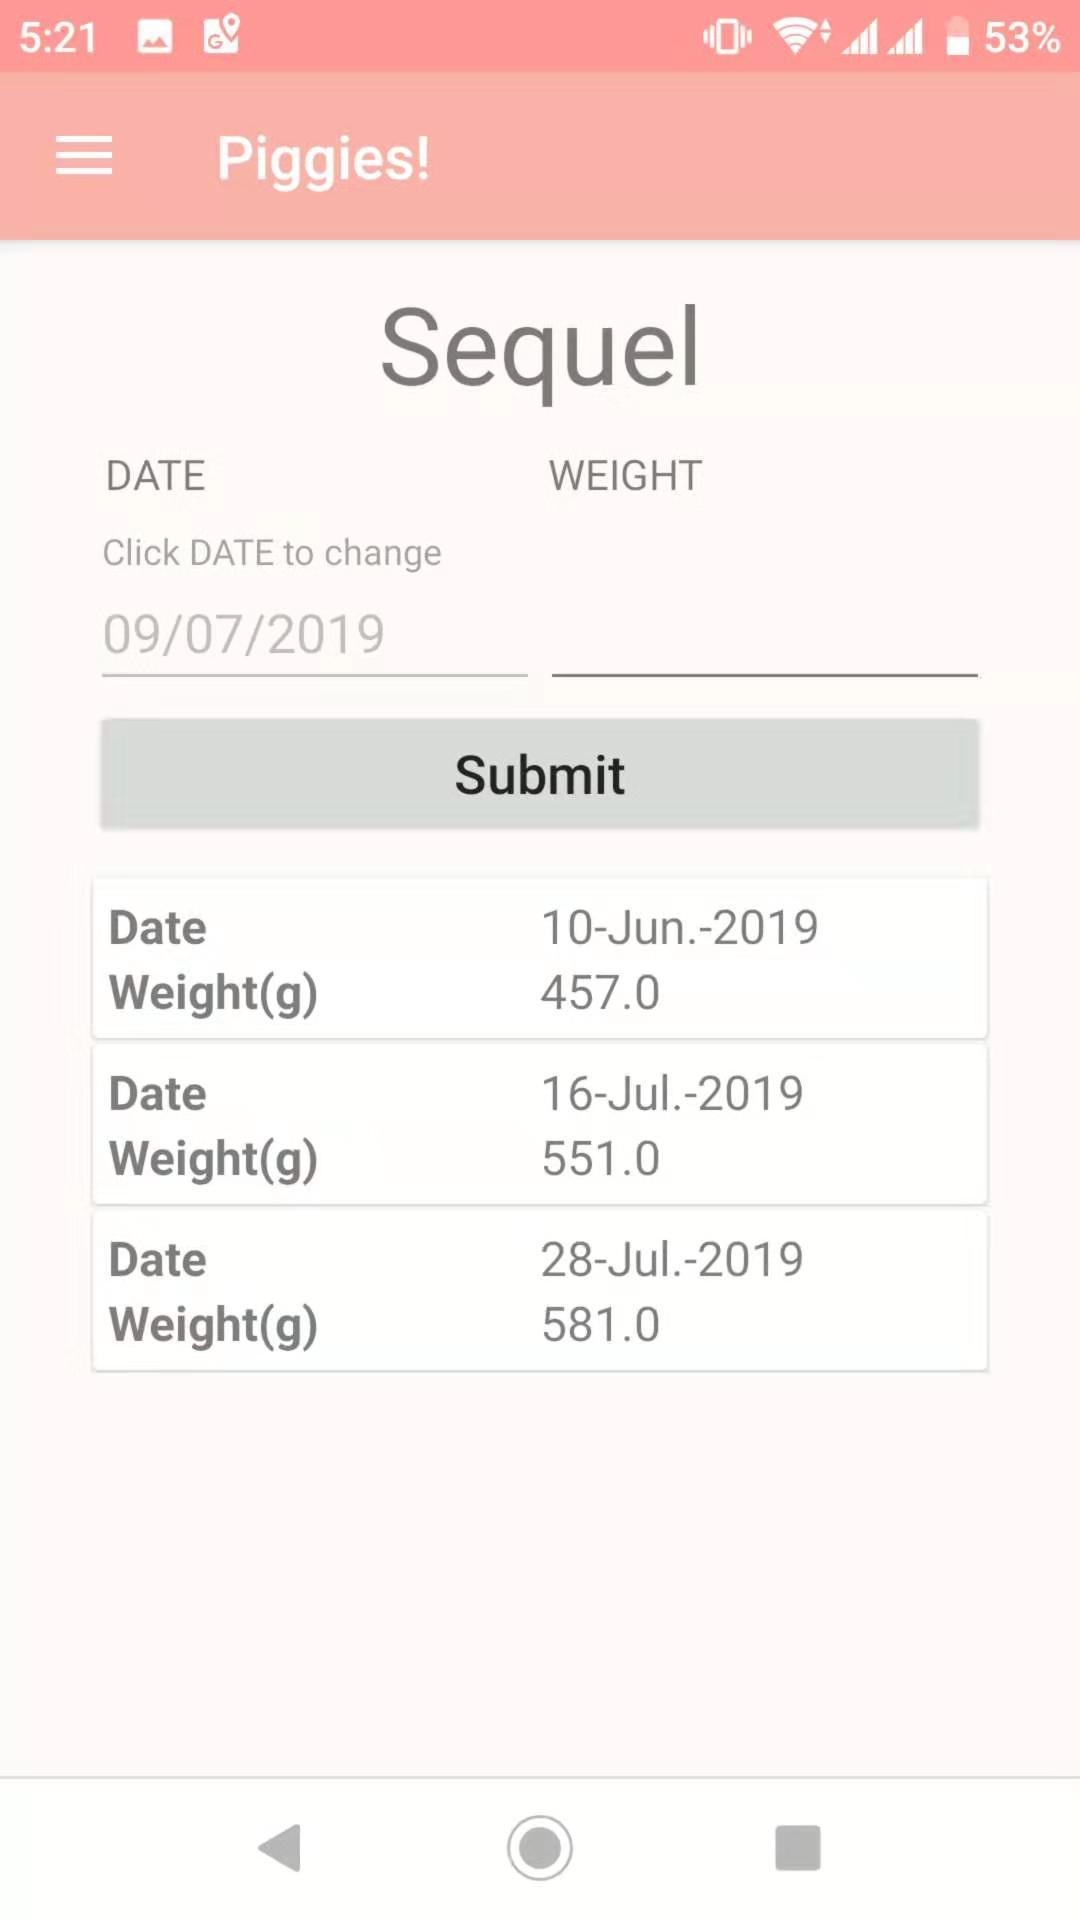 5:21 53%
Piggies!
Sequel
DATE WEIGHT
Click DATE to change
09/07/2019
Submit
Date 10-Jun.-2019
Weight(g) 457.0
Date 16-Jul.-2019
Weight(g) 551.0
Date 28-Jul.-2019
Weight(g) 581.0